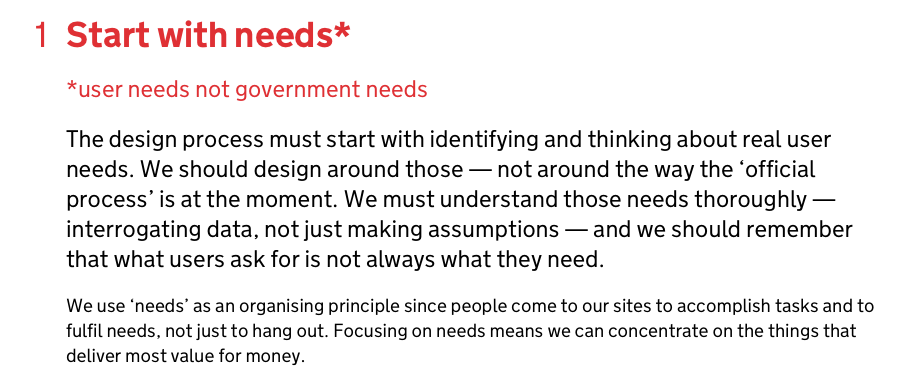 1 Start with needs*
*user needs not government needs
The design process must start with identifying and thinking about real user
needs. We should design around those — not around the way the ‘official
process’ is at the moment. We must understand those needs thoroughly —
interrogating data, not just making assumptions — and we should remember
that what users ask for is not always what they need.
We use ‘needs’ as an organising principle since people come to our sites to accomplish tasks and to
fulfil needs, not just to hang out. Focusing on needs means we can concentrate on the things that
deliver most value for money.